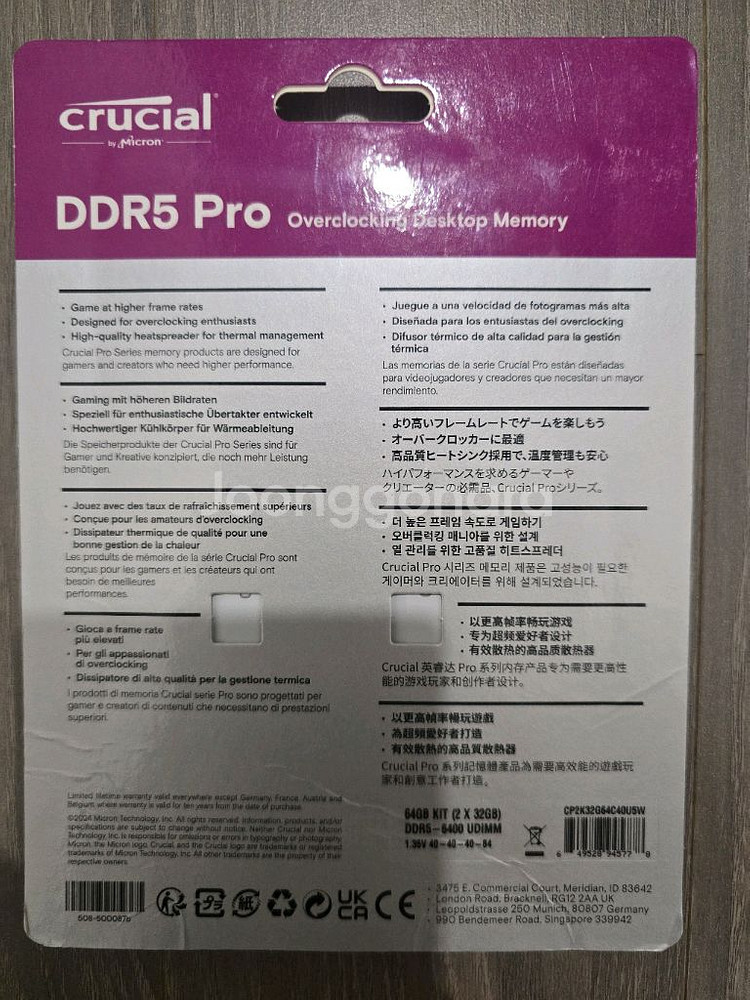 crucial
by Micron
DDR5 Pro Overclocking Desktop Memory
• Game at higher frame rates
• Designed for overclocking enthusiasts
• High-quality heatspreader for thermal management
Crucial Pro Series memory products are designed for
gamers and creators who need higher performance.
• Gaming mit höheren Bildraten
• Speziell für enthusiastische Übertakter entwickelt
• Hochwertiger Kühlkörper für Wärmeableitung
Die Speicherprodukte der Crucial Pro Series sind für
Gamer und Kreative konzipiert, die noch mehr Leistung
benötigen.
• Jouez avec des taux de rafraîchissement supérieurs
• Conçue pour les amateurs d'overclocking
• Dissipateur thermique de qualité pour une
bonne gestion de la chaleur
Les produits de mémoire de la série Crucial Pro sont
conçus pour les gamers et les créateurs qui ont
besoin de meilleures
performances.
• Gioca a frame rate
più elevati
• Per gli appassionati
di overclocking
• Dissipatore di alta qualità per la gestione termica
I prodotti di memoria Crucial serie Pro sono progettati per
gamer e creatori di contenuti che necessitano di prestazioni
superiori.
• Juegue a una velocidad de fotogramas más alta
• Diseñada para los entusiastas del overclocking
• Difusor térmico de alta calidad para la gestión
térmica
Las memorias de la serie Crucial Pro están diseñadas
para videojugadores y creadores que necesitan un mayor
rendimiento.
• より高いフレームレートでゲームを楽しもう
• オーバークロッカーに最適
• 高品質ヒートシンク採用で、温度管理も安心
ハイパフォーマンスを求めるゲーマーや
クリエーターの必需品、Crucial Proシリーズ。
• 더 높은 프레임 속도로 게임하기
• 오버클럭킹 매니아를 위한 설계
• 열 관리를 위한 고품질 히트스프레더
Crucial Pro 시리즈 메모리 제품은 고성능이 필요한
게이머와 크리에이터를 위해 설계되었습니다.
• 以更高帧率畅玩游戏
• 专为超频爱好者设计
• 有效散热的高品质散热器
Crucial 英睿达 Pro 系列内存产品专为需要更高性
能的游戏玩家和创作者设计。
• 以更高幀率暢玩遊戲
• 為超頻愛好者打造
• 有效散熱的高品質散熱器
Crucial Pro 系列記憶體產品為需要高效能的遊戲玩
家和創意工作者打造。
Limited lifetime warranty valid everywhere except Germany, France, Austria and
Belgium, where warranty is valid for ten years from the date of purchase.
©2024 Micron Technology, Inc. All rights reserved. Information, products, and/or
specifications are subject to change without notice. Neither Crucial nor Micron
Technology, Inc. is responsible for omissions or errors in typography or photography.
Micron, the Micron logo, Crucial, and the Crucial logo are trademarks or registered
trademarks of Micron Technology, Inc. All other trademarks are the property of their
respective owners.
64GB KIT (2 X 32GB)
DDR5-6400 UDIMM
1.35V 40-40-40-84
CP2K32G64C40U5W
6 49528 94577 8
508-500087b
紙
UK
CA
CE
• 3475 E. Commercial Court, Meridian, ID 83642
• London Road, Bracknell, RG12 2AA UK
• Leopoldstrasse 250 Munich, 80807 Germany
• 990 Bendemeer Road, Singapore 339942